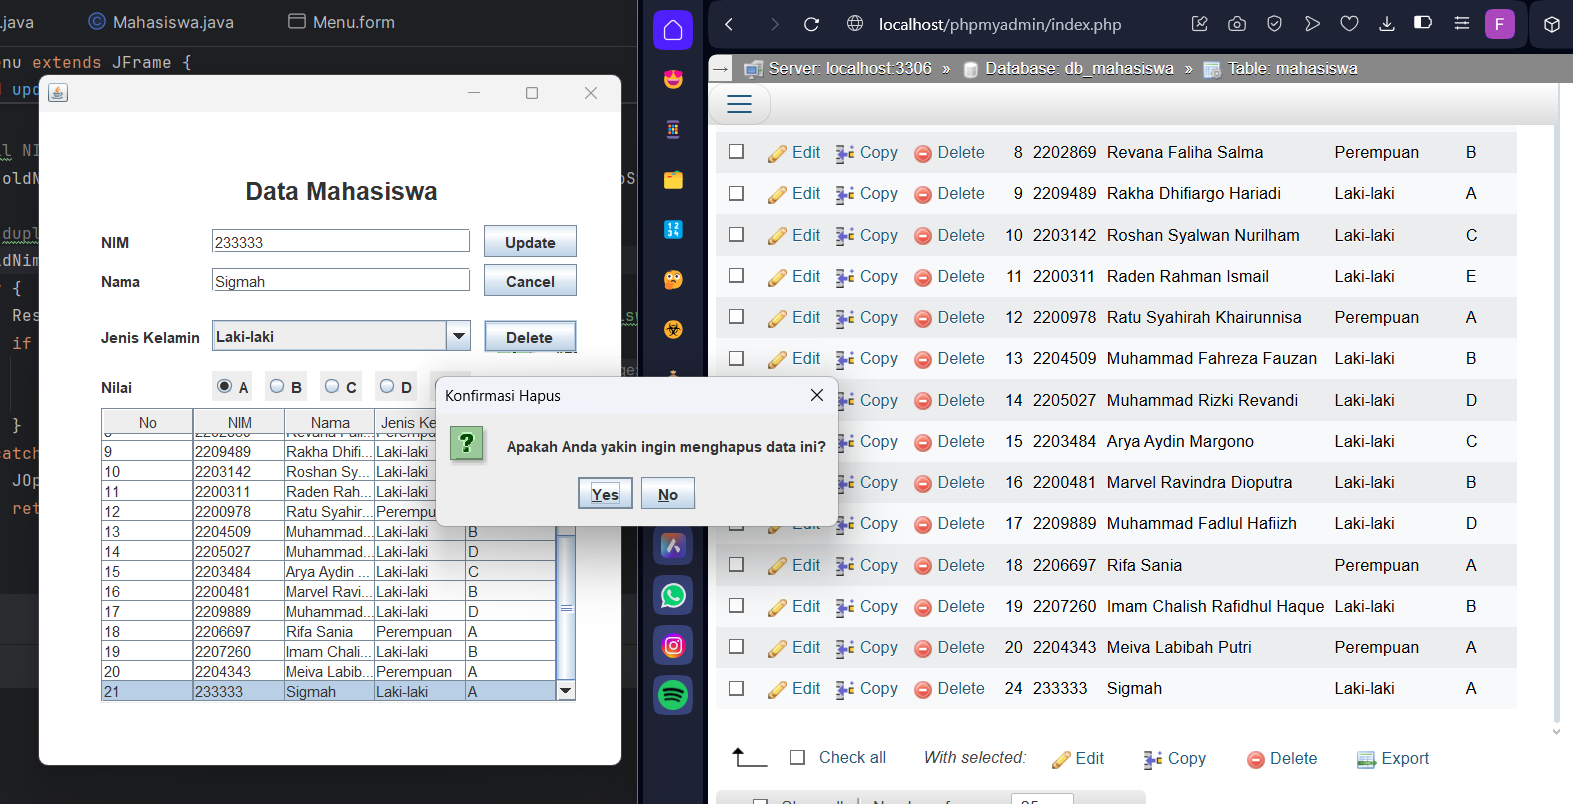 .java
Mahasiswa.java
Menu.form
nu extends JFrame {
Data Mahasiswa
NIM
233333
Update
Nama
Sigmah
Cancel
Jenis Kelamin
Laki-laki
Delete
Nilai
A
B
C
D
No NIM Nama Jenis Ke
9 2209489 Rakha Dhifi... Laki-laki
10 2203142 Roshan Sy... Laki-laki
11 2200311 Raden Rah... Laki-laki
12 2200978 Ratu Syahir... Perempu
13 2204509 Muhammad... Laki-laki B
14 2205027 Muhammad... Laki-laki D
15 2203484 Arya Aydin ... Laki-laki C
16 2200481 Marvel Ravi... Laki-laki B
17 2209889 Muhammad... Laki-laki D
18 2206697 Rifa Sania Perempuan A
19 2207260 Imam Chali... Laki-laki B
20 2204343 Meiva Labib... Perempuan A
21 233333 Sigmah Laki-laki A
Konfirmasi Hapus
Apakah Anda yakin ingin menghapus data ini?
Yes
No
localhost/phpmyadmin/index.php
F
Server: localhost:3306 » Database: db_mahasiswa » Table: mahasiswa
Edit Copy Delete 8 2202869 Revana Faliha Salma Perempuan B
Edit Copy Delete 9 2209489 Rakha Dhifiargo Hariadi Laki-laki A
Edit Copy Delete 10 2203142 Roshan Syalwan Nurilham Laki-laki C
Edit Copy Delete 11 2200311 Raden Rahman Ismail Laki-laki E
Edit Copy Delete 12 2200978 Ratu Syahirah Khairunnisa Perempuan A
Edit Copy Delete 13 2204509 Muhammad Fahreza Fauzan Laki-laki B
Copy Delete 14 2205027 Muhammad Rizki Revandi Laki-laki D
Copy Delete 15 2203484 Arya Aydin Margono Laki-laki C
Copy Delete 16 2200481 Marvel Ravindra Dioputra Laki-laki B
Edit Copy Delete 17 2209889 Muhammad Fadlul Hafiizh Laki-laki D
Edit Copy Delete 18 2206697 Rifa Sania Perempuan A
Edit Copy Delete 19 2207260 Imam Chalish Rafidhul Haque Laki-laki B
Edit Copy Delete 20 2204343 Meiva Labibah Putri Perempuan A
Edit Copy Delete 24 233333 Sigmah Laki-laki A
Check all With selected: Edit Copy Delete Export